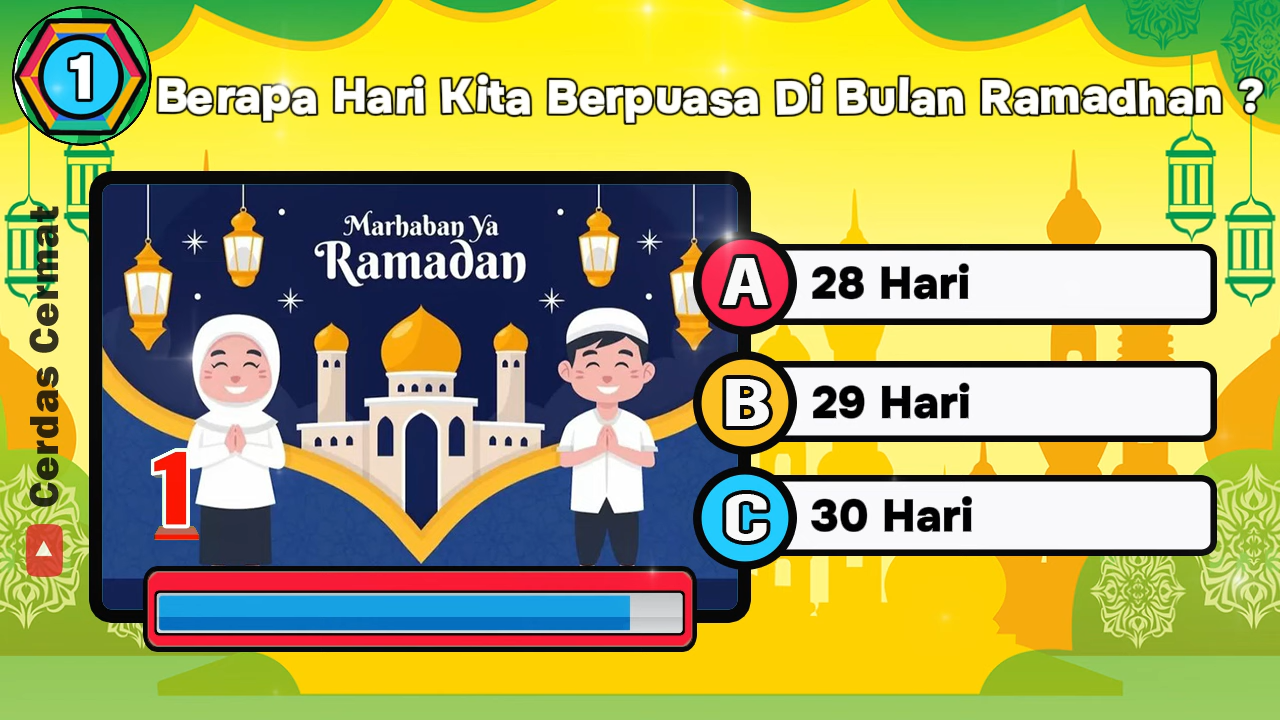 1
Berapa Hari Kita Berpuasa Di Bulan Ramadhan ?
Cerdas Cermat
Marhaban Ya
Ramadan
1
A 28 Hari
B 29 Hari
C 30 Hari